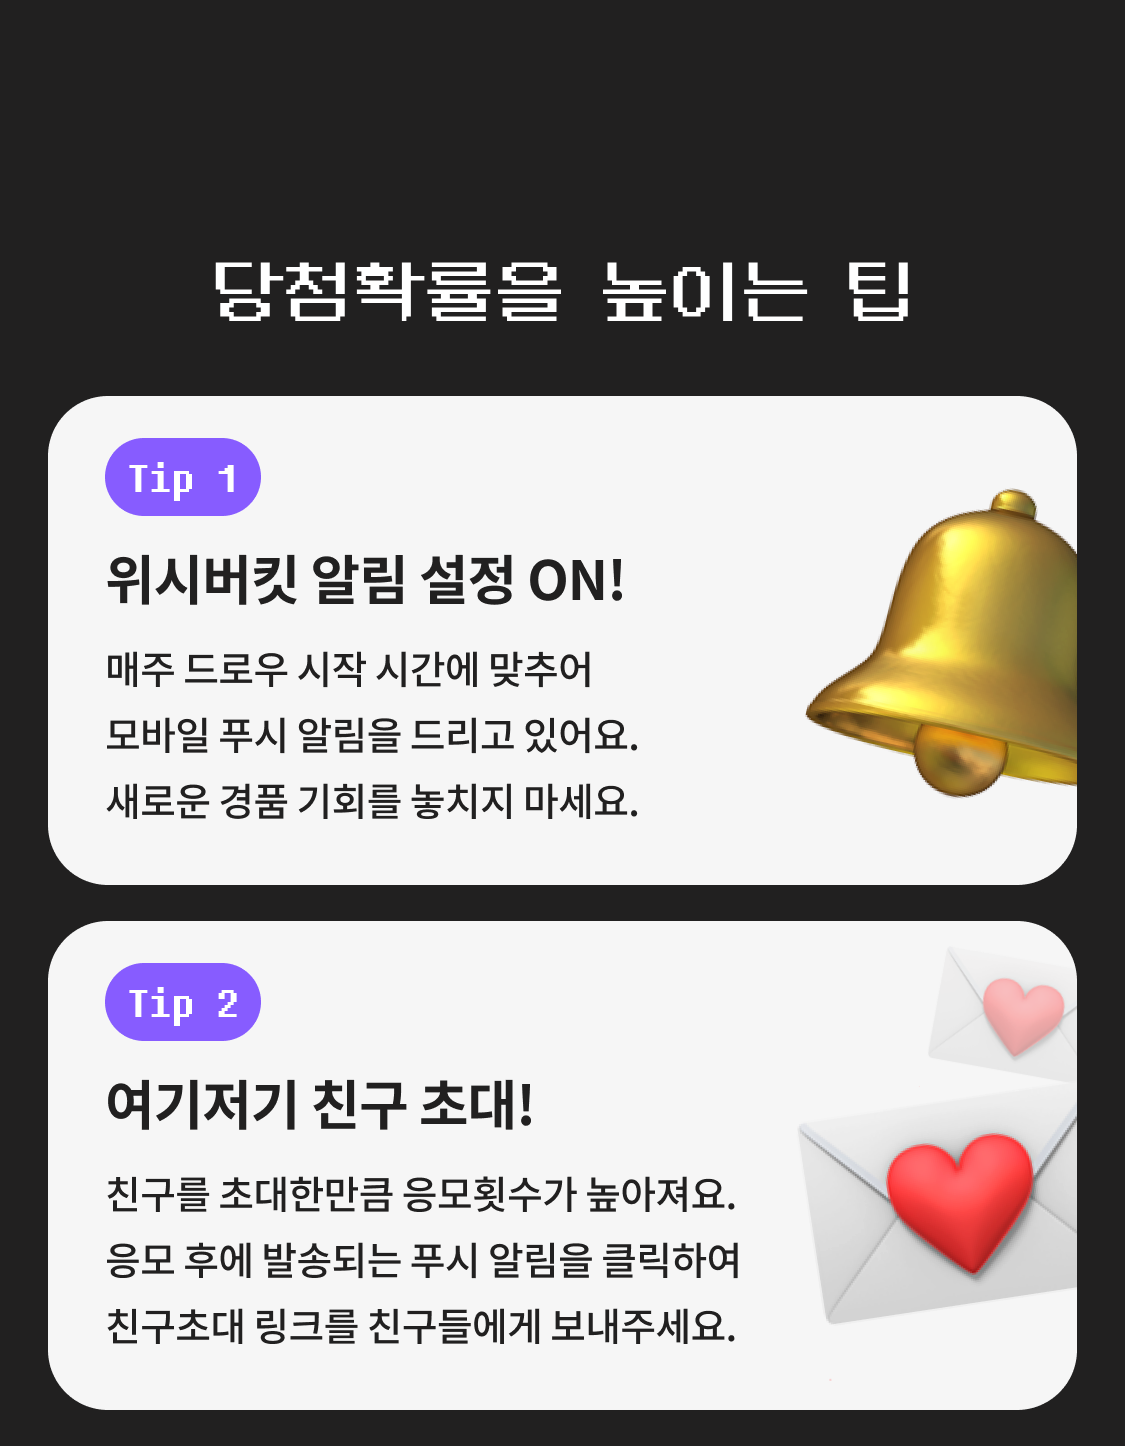 당첨확률을 높이는 팁
Tip 1
위시버킷 알림 설정 ON!
매주 드로우 시작 시간에 맞추어
모바일 푸시 알림을 드리고 있어요.
새로운 경품 기회를 놓치지 마세요.
Tip 2
여기저기 친구 초대!
친구를 초대한만큼 응모횟수가 높아져요.
응모 후에 발송되는 푸시 알림을 클릭하여
친구초대 링크를 친구들에게 보내주세요.